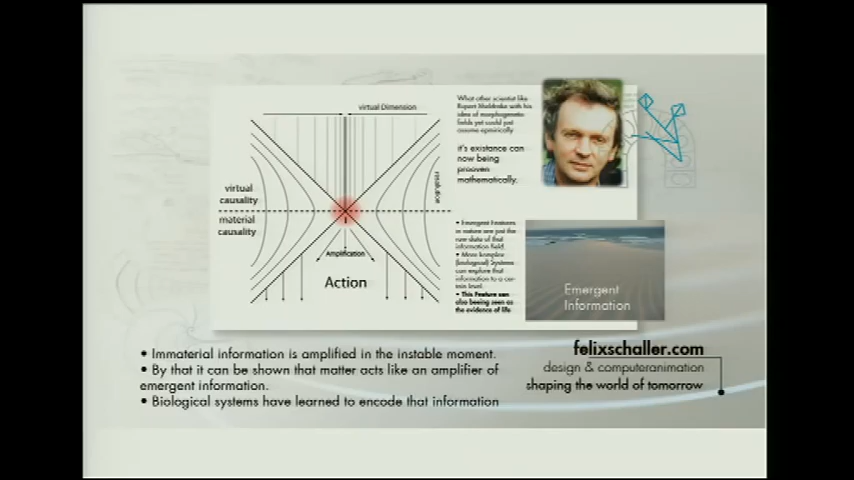 virtual Dimension
What other scientist like
Rupert Sheldrake with his
idea of morphogenetic
fields yet could just
assume epmirically
it's existance can
now being
prooven
mathematically.
virtual
causality
material
causality
Amplification
Action
• Emergent Features
in nature are just the
raw data of that
information field.
• More komplex
(biological) Systems
can explore that
information to a cer-
tain level.
• This Feature can
also beeing seen as
the evidence of life
Emergent
Information
• Immaterial information is amplified in the instable moment.
• By that it can be shown that matter acts like an amplifier of
emergent information.
• Biological systems have learned to encode that information
felixschaller.com
design & computeranimation
shaping the world of tomorrow